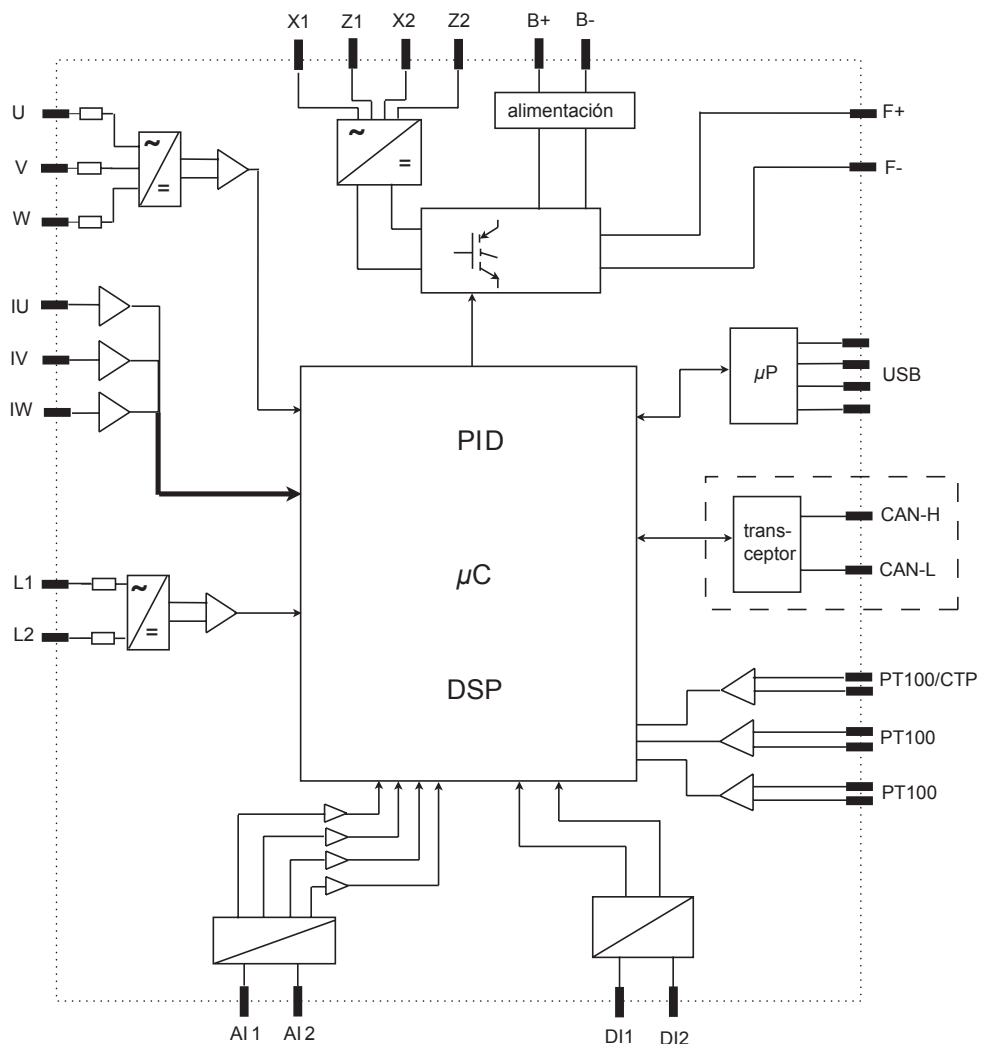 X1 Z1 X2 Z2 B+ B-
U
alimentación
F+
~
~
V
=
=
F-
W
IU
IV
µP
USB
IW
PID
trans-
ceptor
CAN-H
CAN-L
µC
L1
~
L2
=
DSP
PT100/CTP
PT100
PT100
AI 1 AI 2
DI1 DI2